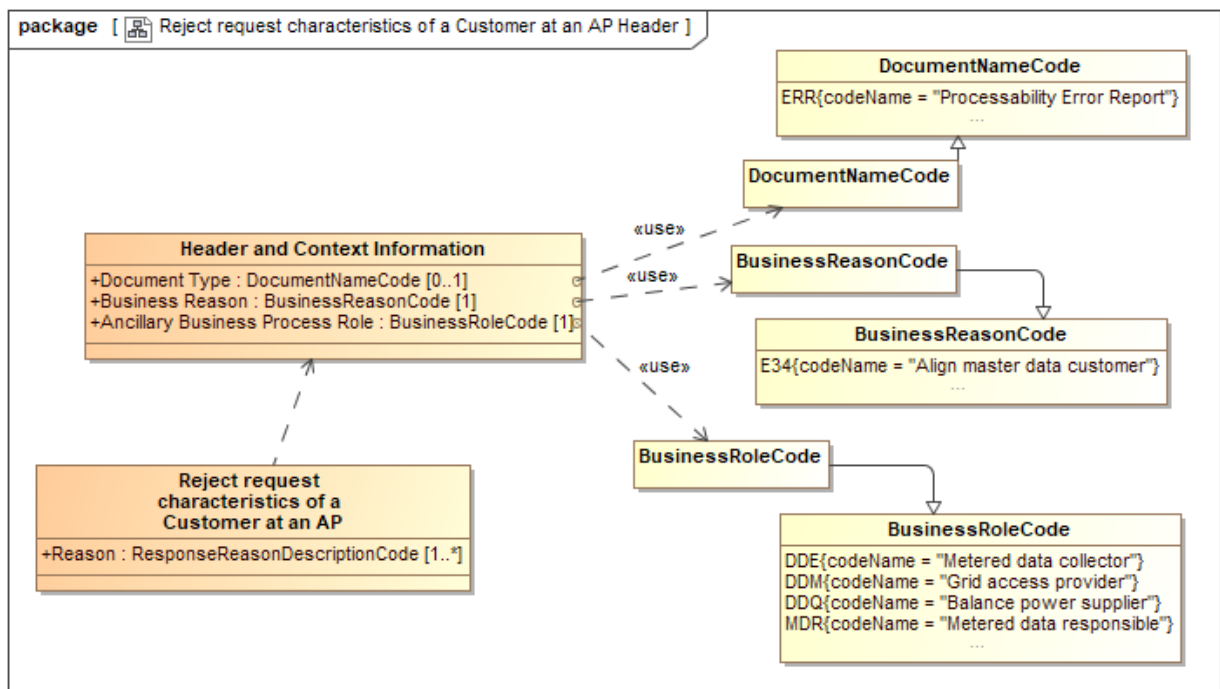 package [ Reject request characteristics of a Customer at an AP Header ]
DocumentNameCode
ERR{codeName = "Processability Error Report"}
...
DocumentNameCode
«use»
Header and Context Information
+Document Type : DocumentNameCode [0..1]
+Business Reason : BusinessReasonCode [1]
+Ancillary Business Process Role : BusinessRoleCode [1]
«use»
BusinessReasonCode
BusinessReasonCode
E34{codeName = "Align master data customer"}
...
«use»
BusinessRoleCode
Reject request
characteristics of a
Customer at an AP
+Reason : ResponseReasonDescriptionCode [1..*]
BusinessRoleCode
DDE{codeName = "Metered data collector"}
DDM{codeName = "Grid access provider"}
DDQ{codeName = "Balance power supplier"}
MDR{codeName = "Metered data responsible"}
...